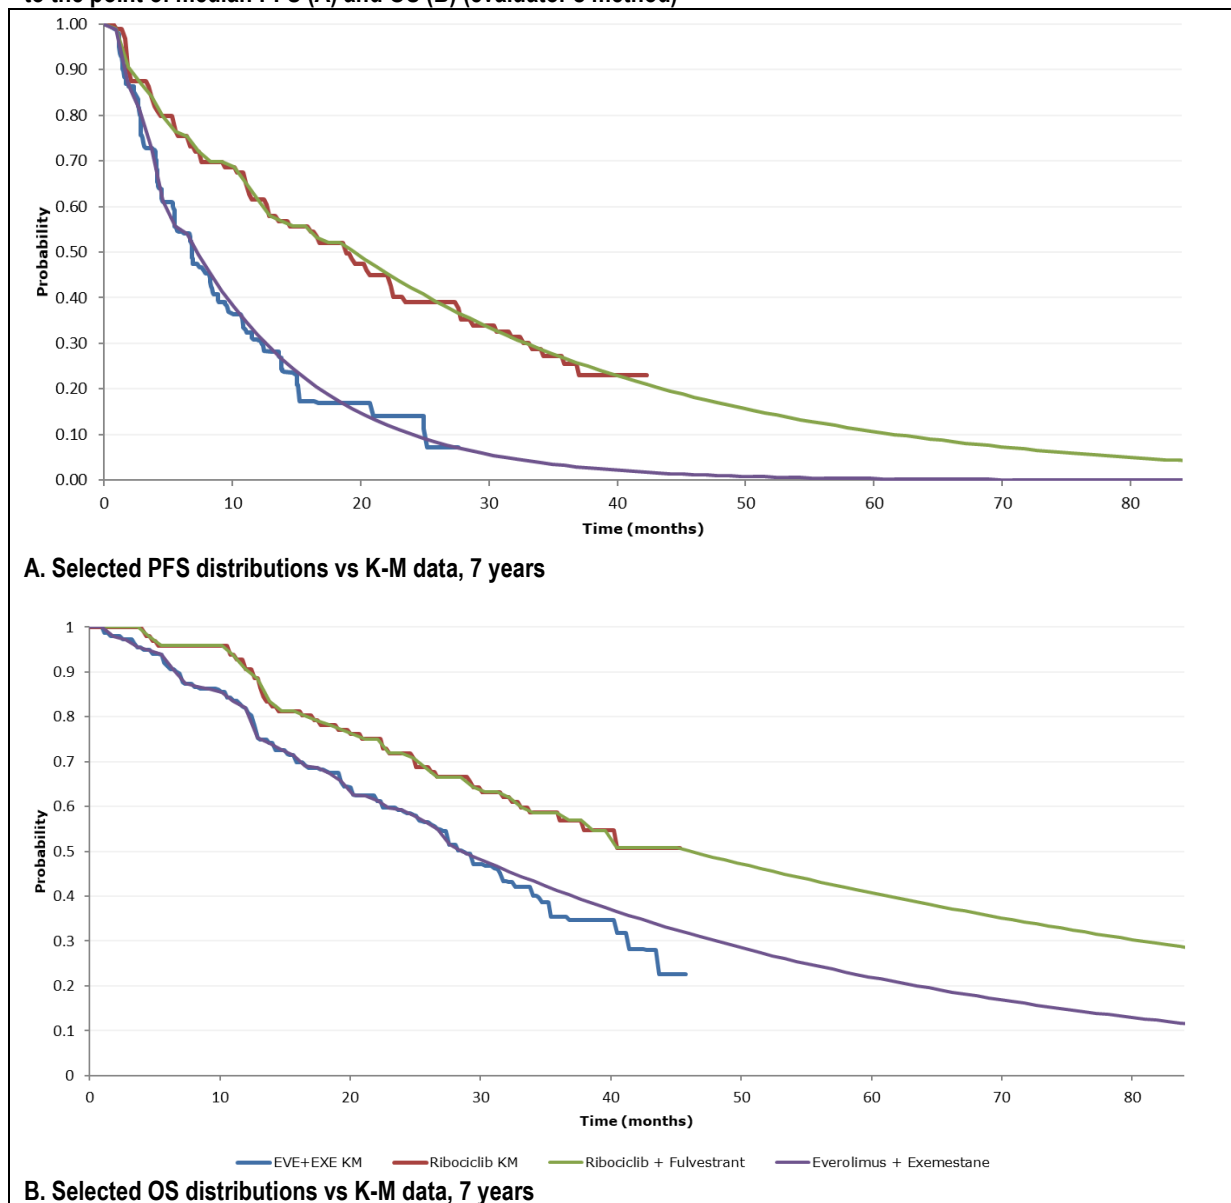 to the point of median PFS (A) and OS (B) (evaluator's method)
1.00
0.90
0.80
0.70
0.60
0.50
0.40
0.30
0.20
0.10
0.00
Probability
0 10 20 30 40 50 60 70 80
Time (months)
A. Selected PFS distributions vs K-M data, 7 years
1
0.9
0.8
0.7
0.6
0.5
0.4
0.3
0.2
0.1
0
Probability
0 10 20 30 40 50 60 70 80
Time (months)
EVE+EXE KM Ribociclib KM Ribociclib + Fulvestrant Everolimus + Exemestane
B. Selected OS distributions vs K-M data, 7 years